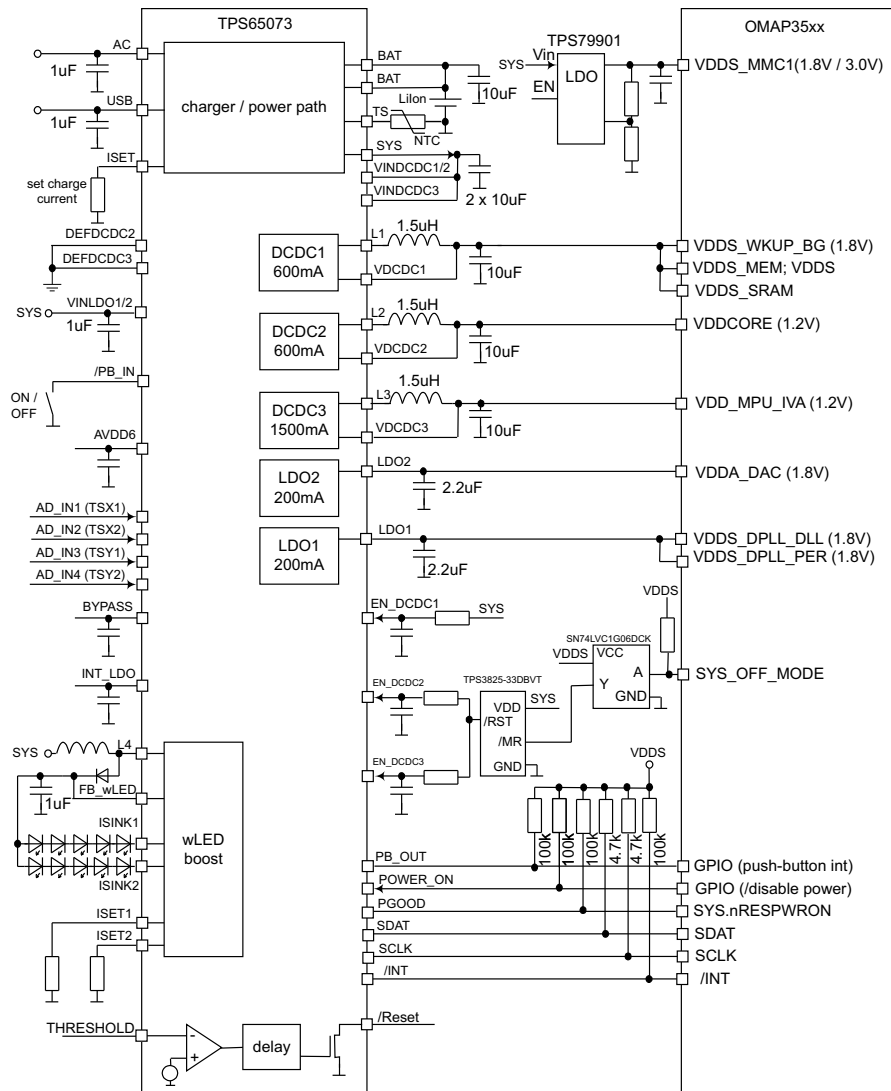 TPS65073
TPS79901
OMAP35xx
AC
1uF
USB
1uF
ISET
set charge
current
charger / power path
BAT
BAT
10uF
LiIon
TS
NTC
SYS
VINDCDC1/2
VINDCDC3
2 x 10uF
SYS
Vin
EN
LDO
VDDS_MMC1(1.8V / 3.0V)
DEFDCDC2
DEFDCDC3
DCDC1
600mA
L1
1.5uH
VDCDC1
10uF
VDDS_WKUP_BG (1.8V)
VDDS_MEM; VDDS
VDDS_SRAM
VINLDO1/2
SYS
1uF
DCDC2
600mA
L2
1.5uH
VDCDC2
10uF
VDDCORE (1.2V)
/PB_IN
ON /
OFF
DCDC3
1500mA
L3
1.5uH
VDCDC3
10uF
VDD_MPU_IVA (1.2V)
AVDD6
LDO2
200mA
LDO2
2.2uF
VDDA_DAC (1.8V)
AD_IN1 (TSX1)
AD_IN2 (TSX2)
AD_IN3 (TSY1)
AD_IN4 (TSY2)
LDO1
200mA
LDO1
2.2uF
VDDS_DPLL_DLL (1.8V)
VDDS_DPLL_PER (1.8V)
BYPASS
EN_DCDC1
SYS
VDDS
SN74LVC1G06DCK
VDDS
VCC
A
Y
GND
SYS_OFF_MODE
INT_LDO
EN_DCDC2
TPS3825-33DBVT
VDD
SYS
/RST
/MR
GND
EN_DCDC3
VDDS
SYS
L4
FB_wLED
1uF
ISINK1
ISINK2
wLED
boost
ISET1
ISET2
100k
100k
100k
4.7k
4.7k
100k
PB_OUT
GPIO (push-button int)
POWER_ON
GPIO (/disable power)
PGOOD
SYS.nRESPWRON
SDAT
SDAT
SCLK
SCLK
/INT
/INT
THRESHOLD
-
+
delay
/Reset